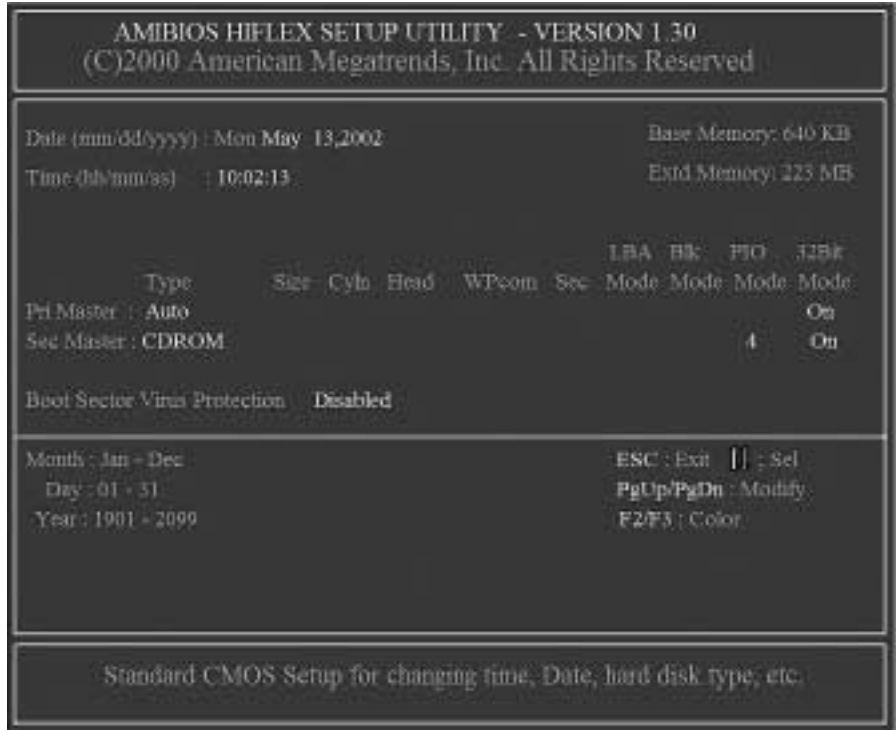 AMIBIOS HIFLEX SETUP UTILITY - VERSION 1.30
(C)2000 American Megatrends, Inc. All Rights Reserved
Date (mm/dd/yyyy) : Mon May 13,2002 Base Memory: 640 KB
Time (hh/mm/ss) : 10:02:13 Extd Memory: 223 MB
LBA Blk PIO 32Bit
Type Size Cyln Head WPcom Sec Mode Mode Mode Mode
Pri Master : Auto On
Sec Master : CDROM 4 On
Boot Sector Virus Protection Disabled
Month : Jan - Dec ESC : Exit : Sel
Day : 01 - 31 PgUp/PgDn : Modify
Year : 1901 - 2099 F2/F3 : Color
Standard CMOS Setup for changing time, Date, hard disk type, etc.